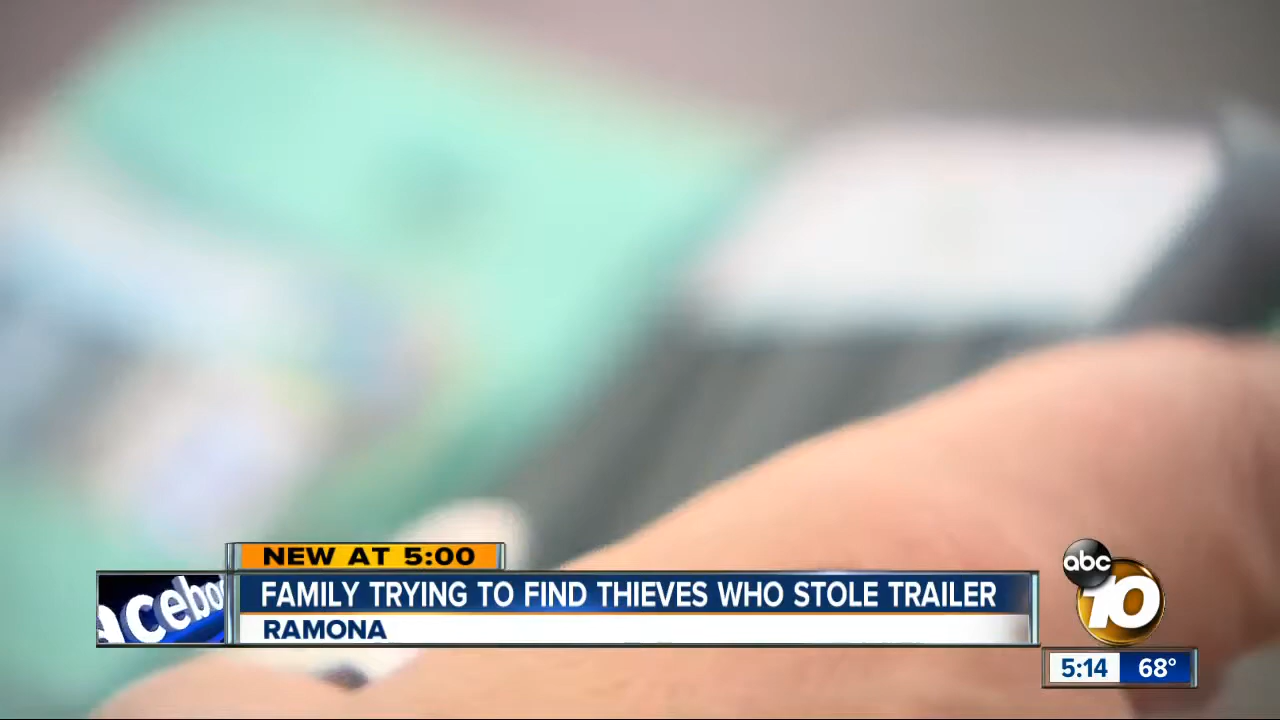 NEW AT 5:00
acebo
FAMILY TRYING TO FIND THIEVES WHO STOLE TRAILER
RAMONA
abc
10
5:14 68°